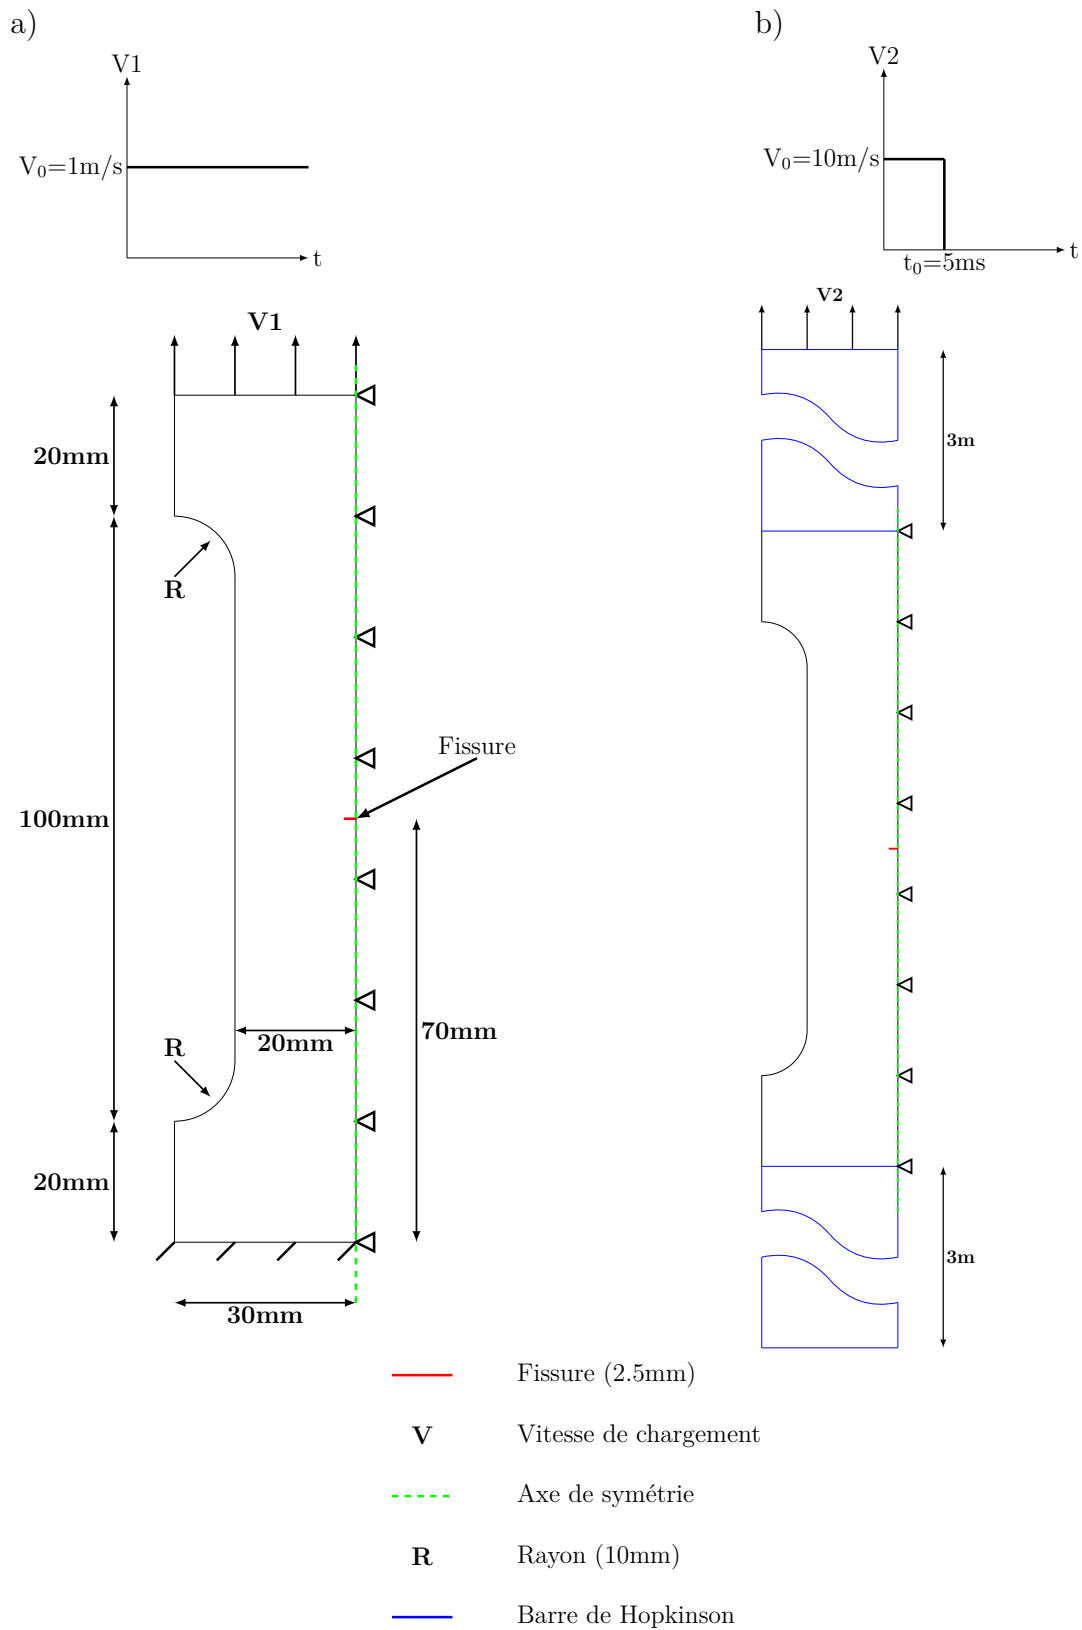 a)
V1
V₀=1m/s
t
V1
20mm
R
100mm
Fissure
20mm
70mm
R
20mm
30mm
b)
V2
V₀=10m/s
t
t₀=5ms
V2
3m
3m
Fissure (2.5mm)
V Vitesse de chargement
Axe de symétrie
R Rayon (10mm)
Barre de Hopkinson